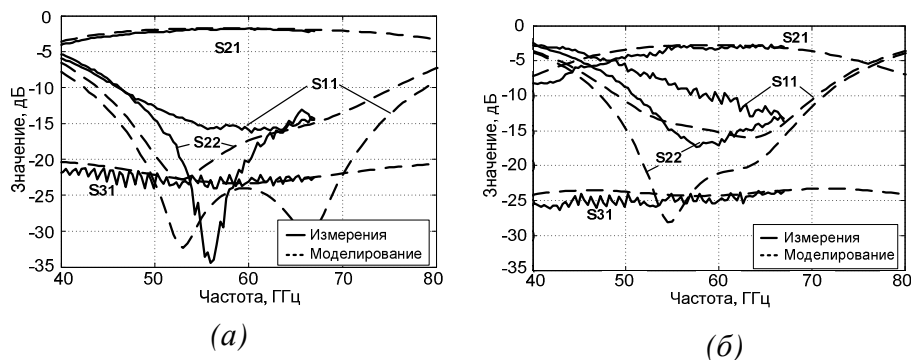 0
-5
-10
-15
-20
-25
-30
-35
Значение, дБ
S21
S11
S22
S31
Измерения
Моделирование
40 50 60 70 80
Частота, ГГц
(а)
0
-5
-10
-15
-20
-25
-30
-35
Значение, дБ
S21
S11
S22
S31
Измерения
Моделирование
40 50 60 70 80
Частота, ГГц
(б)